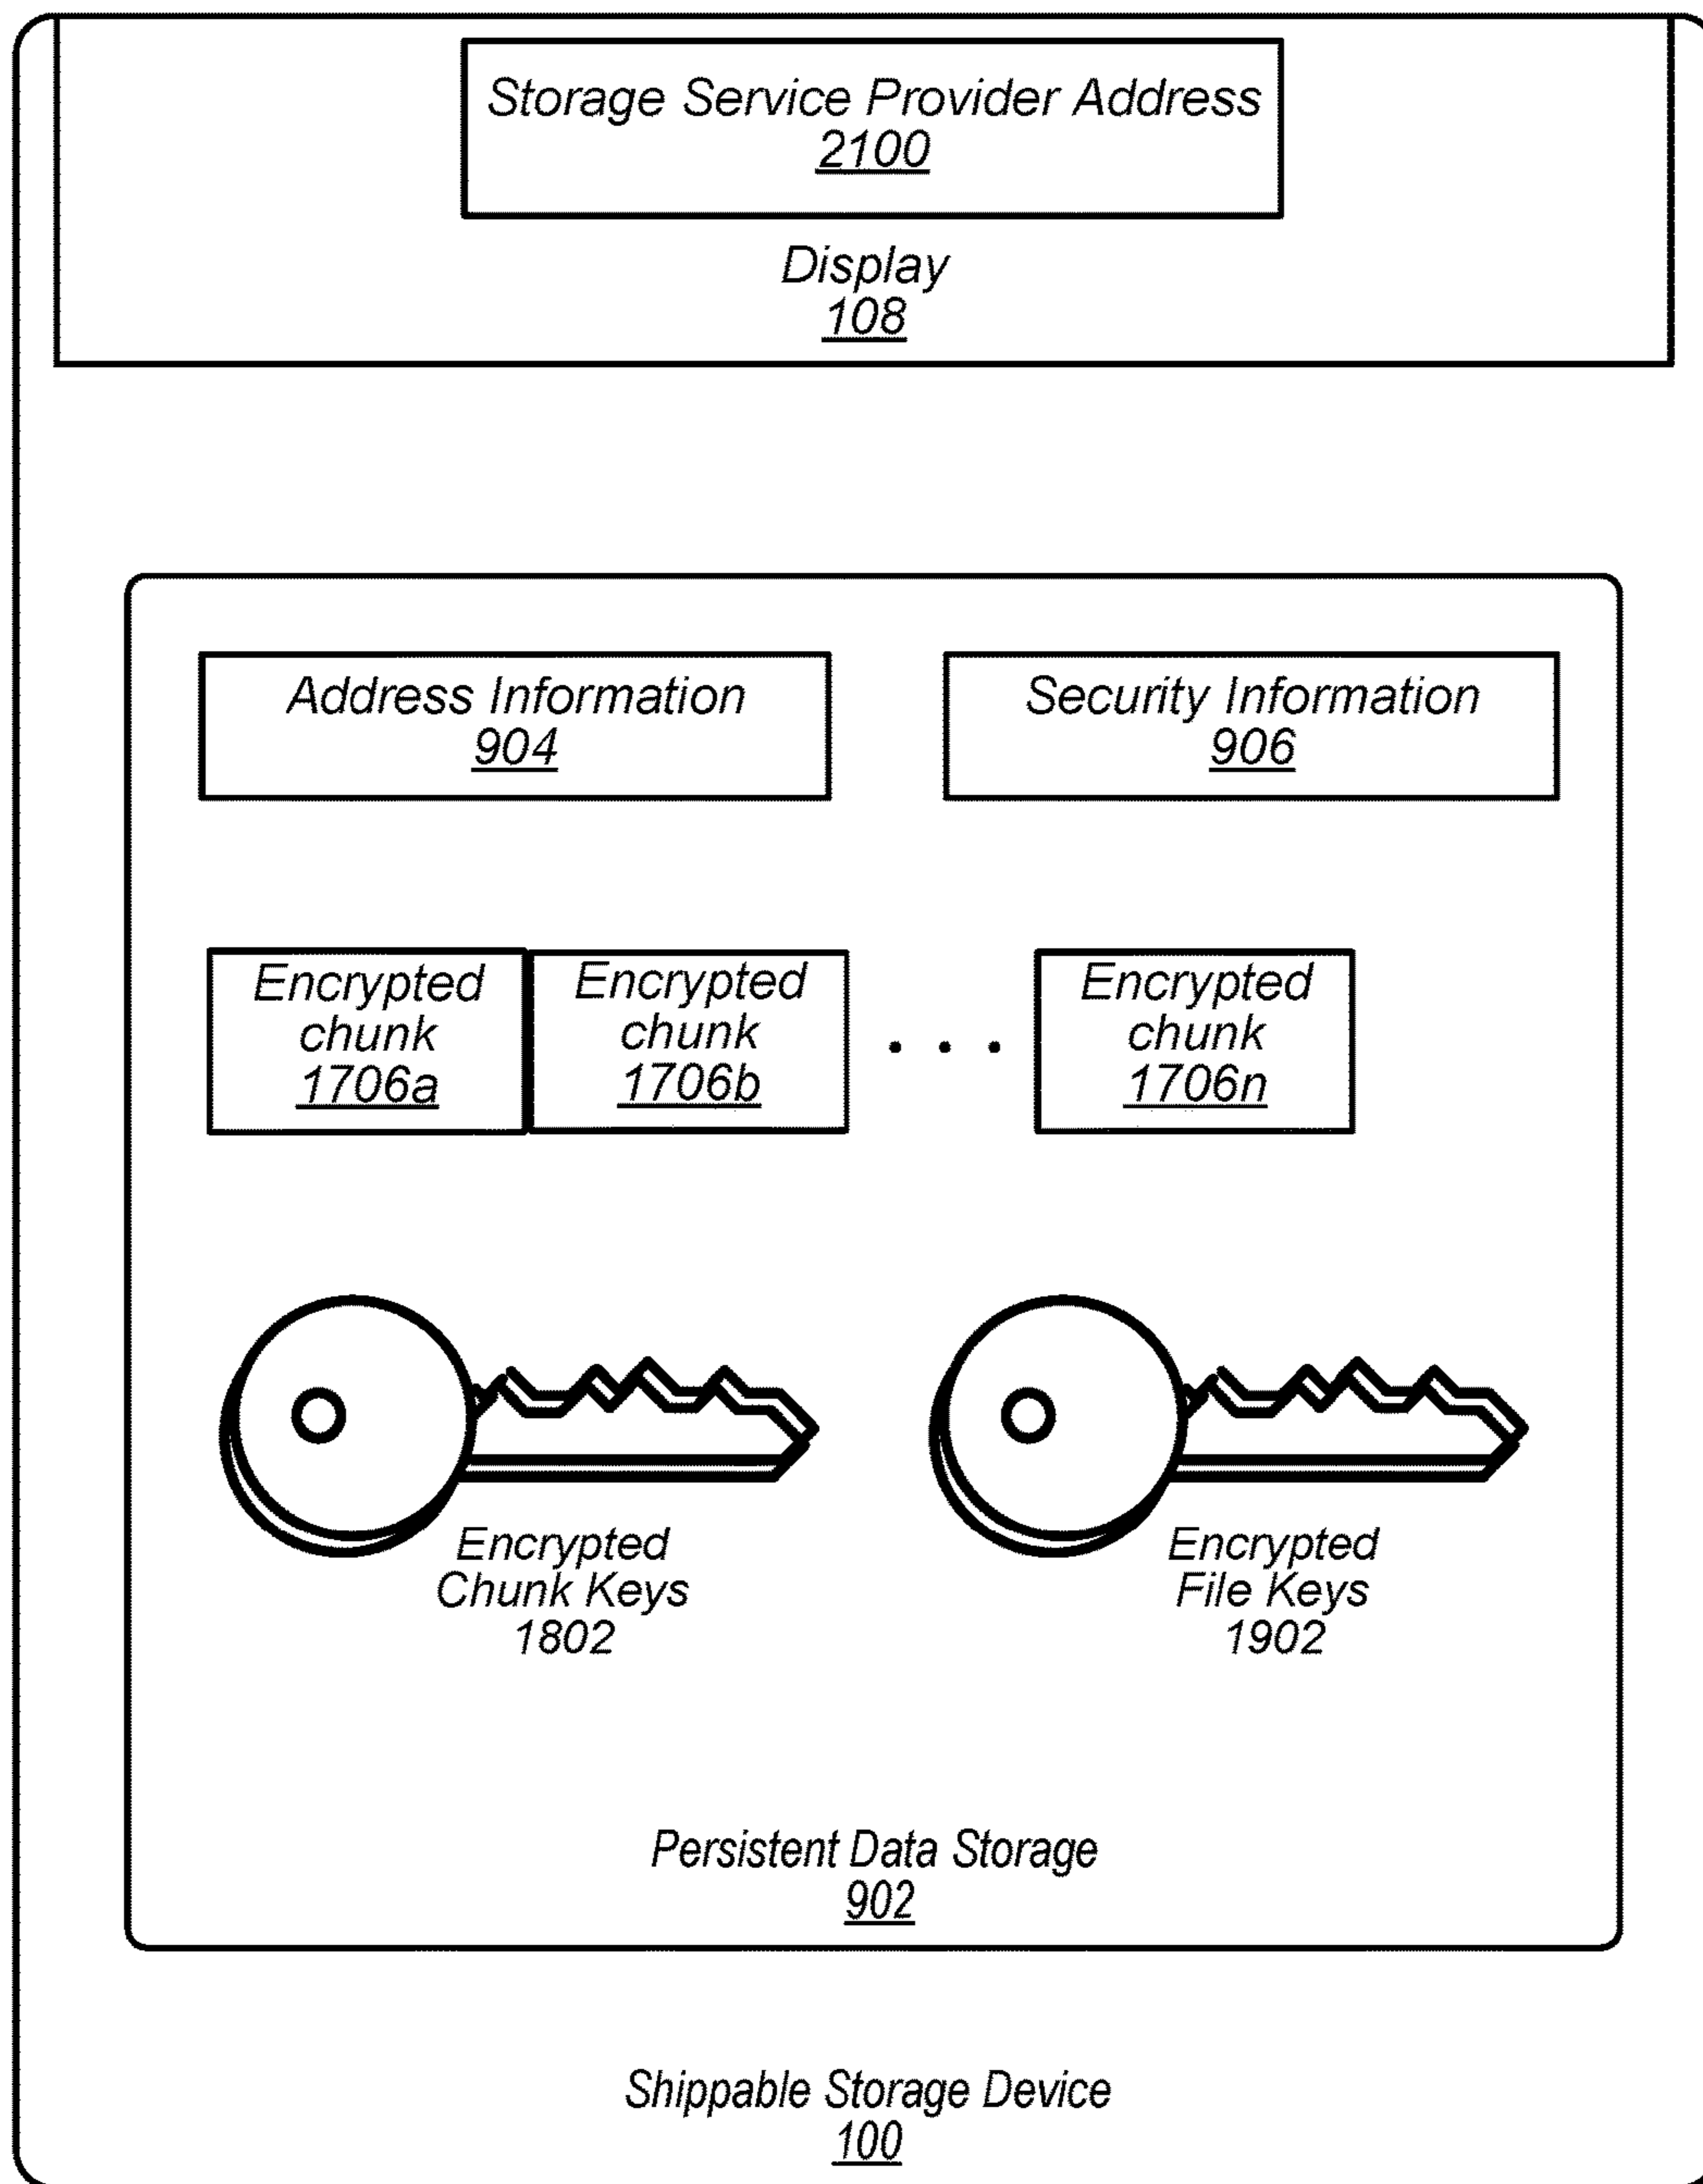 Storage Service Provider Address
2100
Display
108
Address Information
904
Security Information
906
Encrypted
chunk
1706a
Encrypted
chunk
1706b
. . .
Encrypted
chunk
1706n
Encrypted
Chunk Keys
1802
Encrypted
File Keys
1902
Persistent Data Storage
902
Shippable Storage Device
100